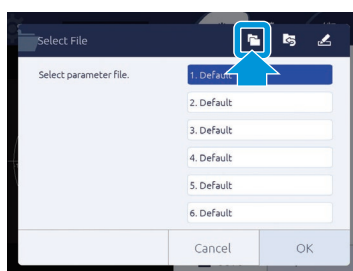 Select File
Select parameter file.
1. Default
2. Default
3. Default
4. Default
5. Default
6. Default
Cancel
OK